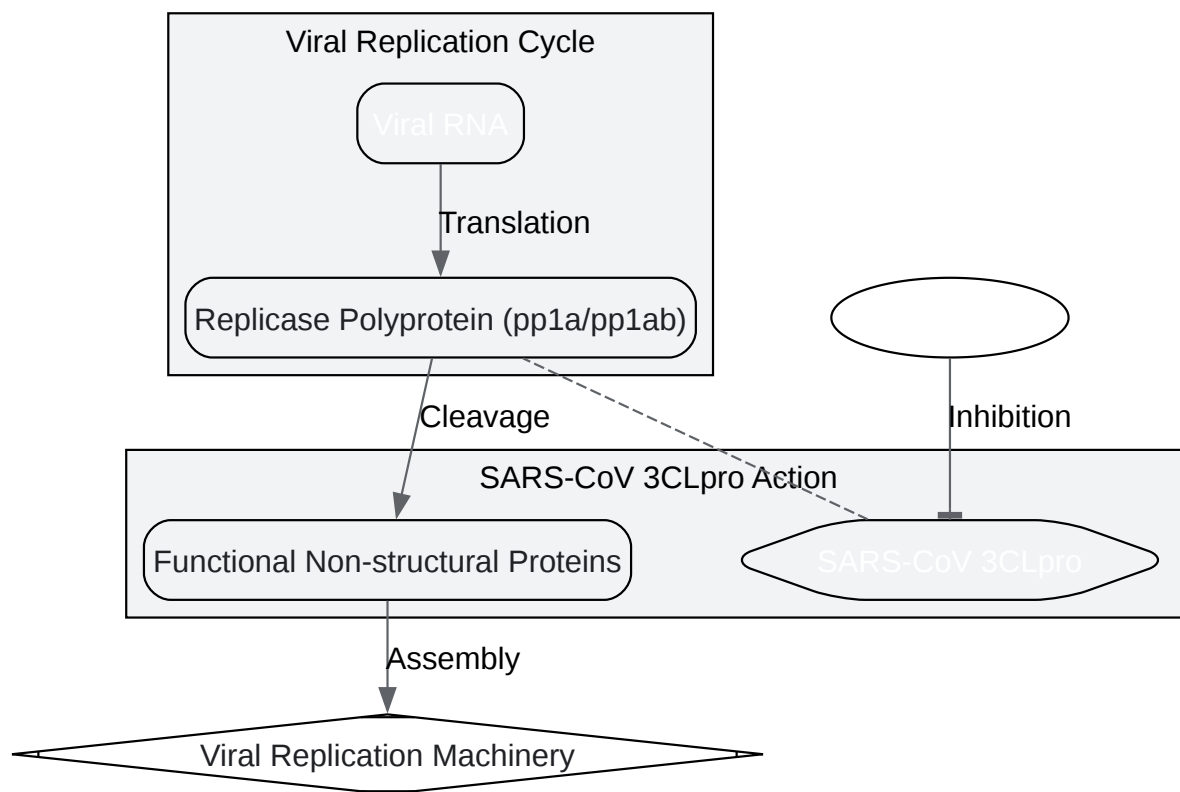 Viral Replication Cycle
Viral RNA
Translation
Replicase Polyprotein (pp1a/pp1ab)
Cleavage
Inhibition
SARS-CoV 3CLpro Action
Functional Non-structural Proteins
SARS-CoV 3CLpro
Assembly
Viral Replication Machinery